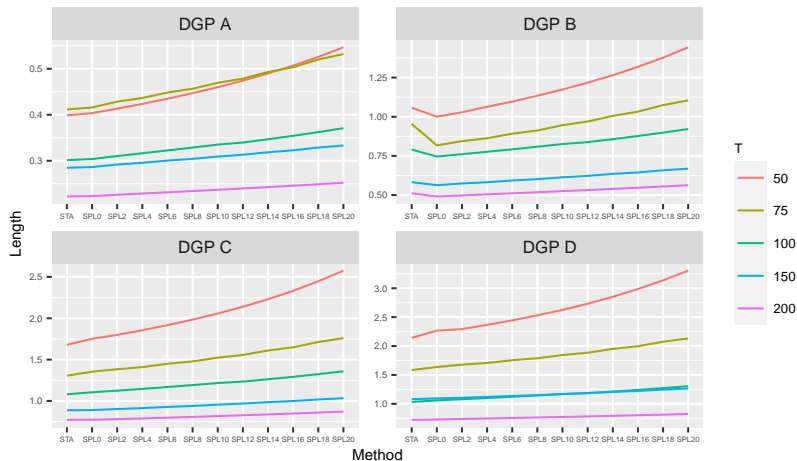 DGP A
DGP B
0.5
0.4
0.3
1.25
1.00
0.75
0.50
STA SPL0 SPL2 SPL4 SPL6 SPL8 SPL10 SPL12 SPL14 SPL16 SPL18 SPL20
STA SPL0 SPL2 SPL4 SPL6 SPL8 SPL10 SPL12 SPL14 SPL16 SPL18 SPL20
DGP C
DGP D
2.5
2.0
1.5
1.0
3.0
2.5
2.0
1.5
1.0
STA SPL0 SPL2 SPL4 SPL6 SPL8 SPL10 SPL12 SPL14 SPL16 SPL18 SPL20
STA SPL0 SPL2 SPL4 SPL6 SPL8 SPL10 SPL12 SPL14 SPL16 SPL18 SPL20
Length
Method
T
50
75
100
150
200